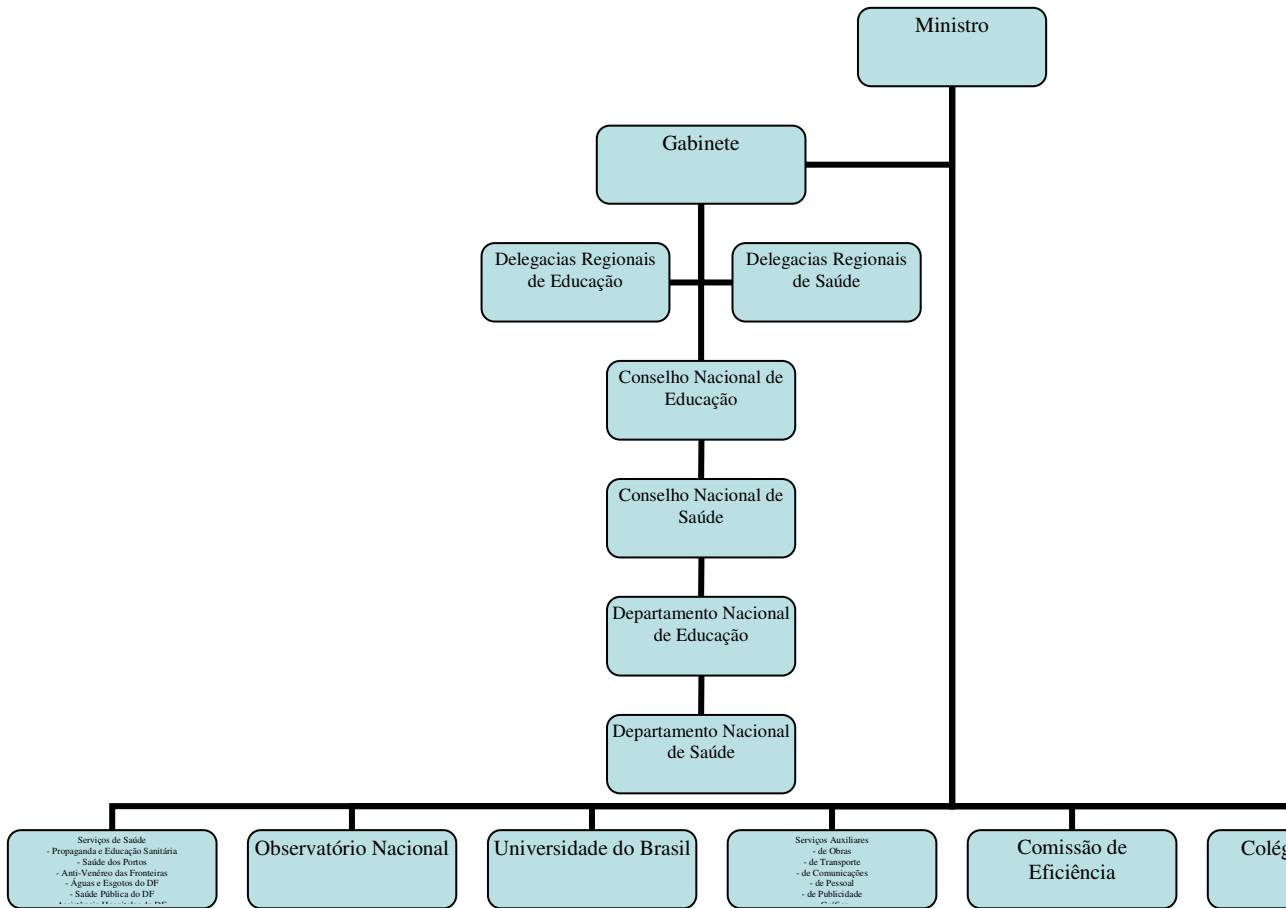 Ministro
Gabinete
Delegacias Regionais
de Educação
Delegacias Regionais
de Saúde
Conselho Nacional de
Educação
Conselho Nacional de
Saúde
Departamento Nacional
de Educação
Departamento Nacional
de Saúde
Serviços de Saúde
- Propaganda e Educação Sanitária
- Saúde dos Portos
- Anti-Venéreo das Fronteiras
- Águas e Esgotos do DF
- Saúde Pública do DF
Observatório Nacional
Universidade do Brasil
Serviços Auxiliares
- de Obras
- de Transporte
- de Comunicações
- de Pessoal
- de Publicidade
Comissão de
Eficiência